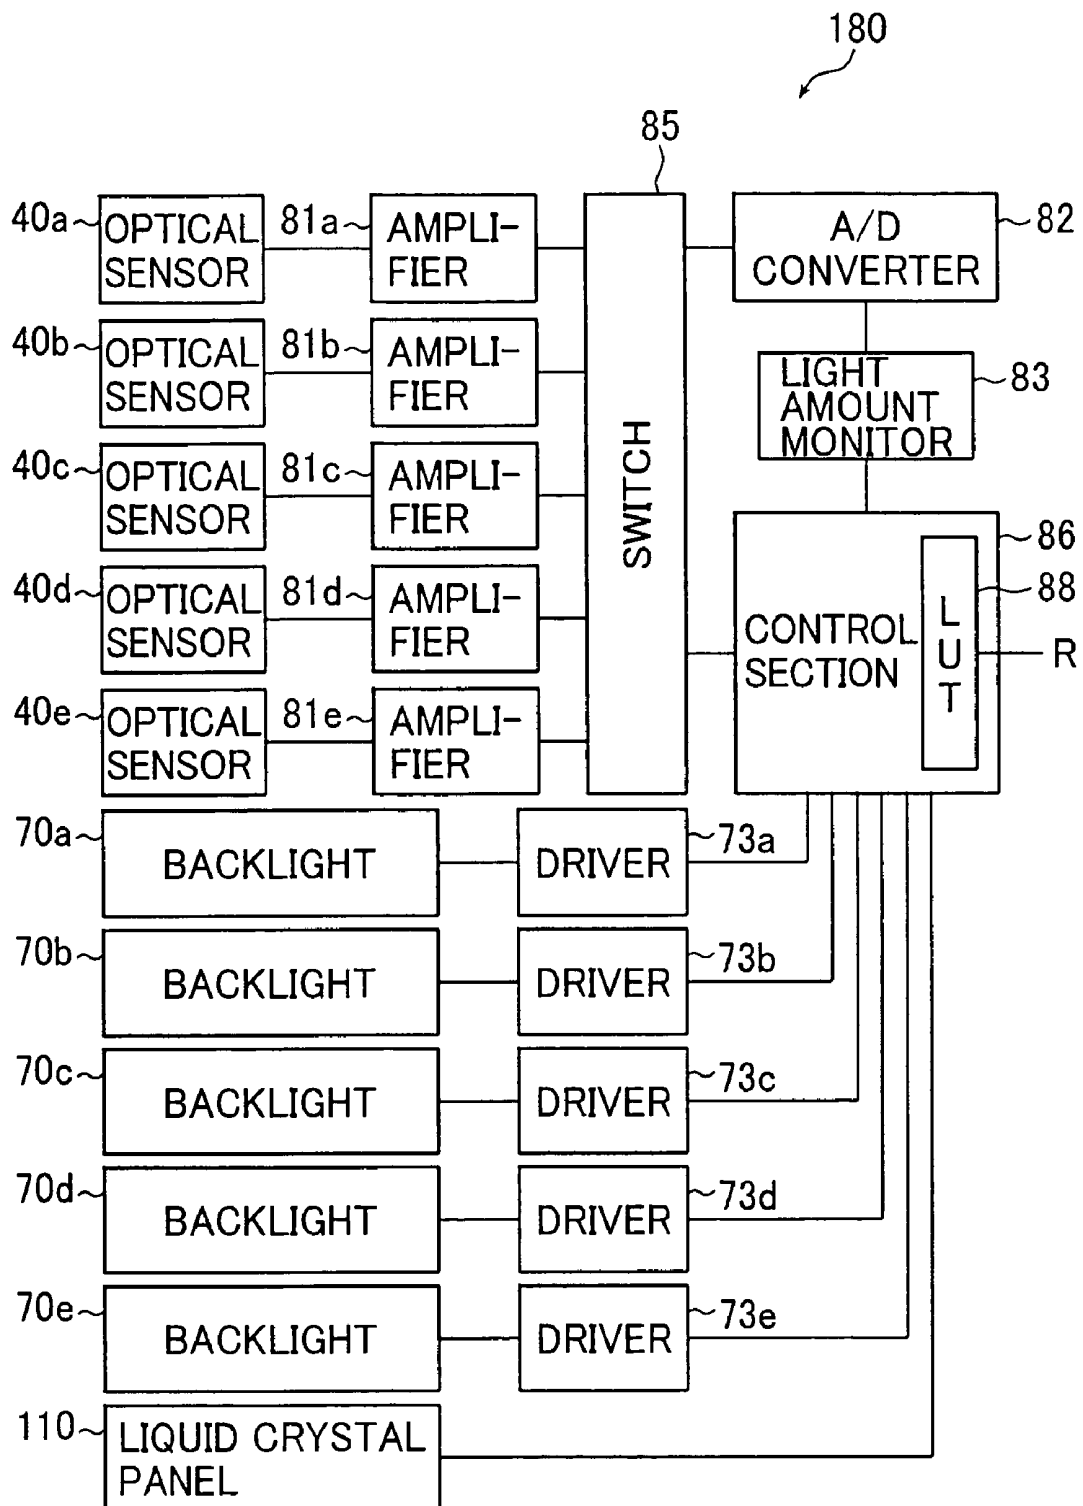 180
85
40a
OPTICAL
SENSOR
81a
AMPLI-
FIER
A/D
CONVERTER
82
40b
OPTICAL
SENSOR
81b
AMPLI-
FIER
LIGHT
AMOUNT
MONITOR
83
40c
OPTICAL
SENSOR
81c
AMPLI-
FIER
SWITCH
40d
OPTICAL
SENSOR
81d
AMPLI-
FIER
CONTROL
SECTION
LUT
86
88
R
40e
OPTICAL
SENSOR
81e
AMPLI-
FIER
70a
BACKLIGHT
DRIVER
73a
70b
BACKLIGHT
DRIVER
73b
70c
BACKLIGHT
DRIVER
73c
70d
BACKLIGHT
DRIVER
73d
70e
BACKLIGHT
DRIVER
73e
110
LIQUID CRYSTAL
PANEL